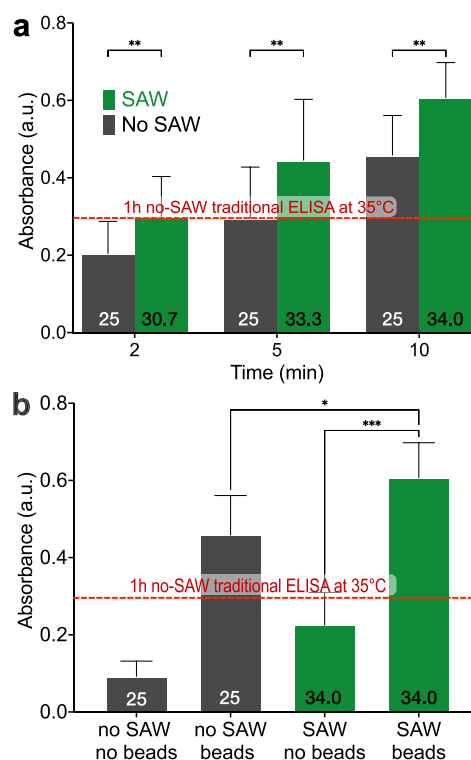 a
0.8
** ** **
0.6
SAW
No SAW
0.4
1h no-SAW traditional ELISA at 35°C
0.2
25 30.7 25 33.3 25 34.0
0.0
2 5 10
Time (min)
Absorbance (a.u.)
b
0.8
*
***
0.6
0.4
1h no-SAW traditional ELISA at 35°C
0.2
25 25 34.0 34.0
0.0
no SAW no SAW SAW SAW
no beads beads no beads beads
Absorbance (a.u.)